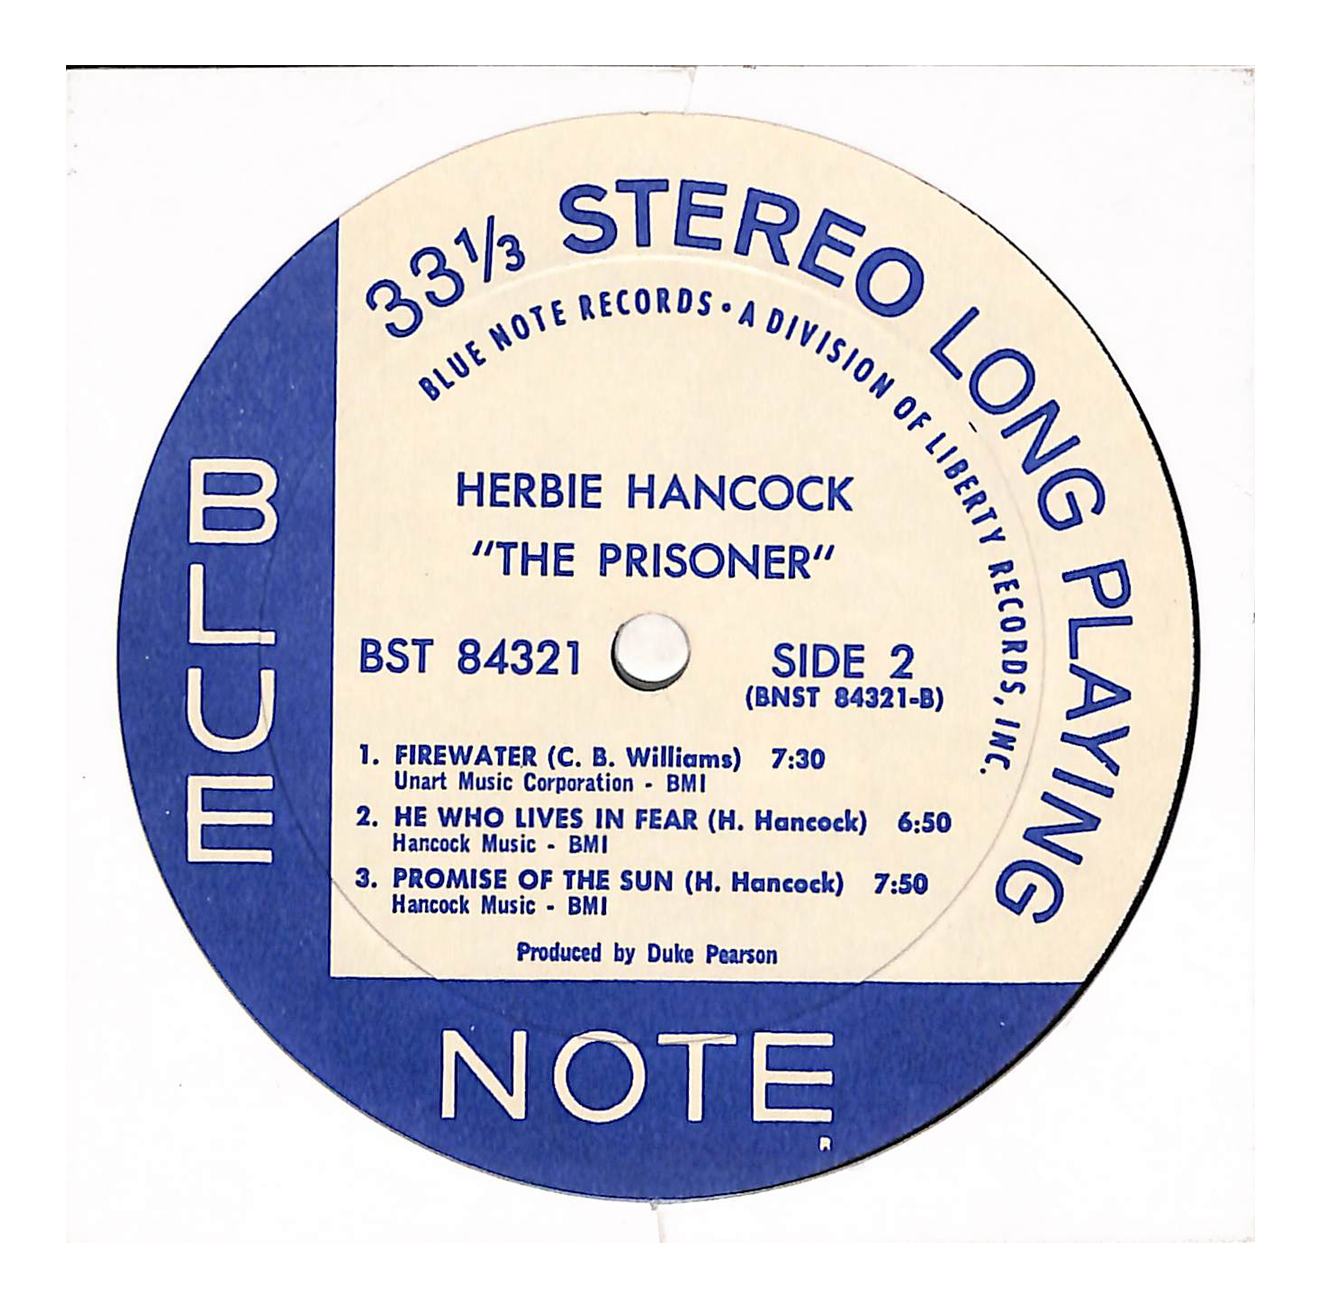 33⅓ STEREO LONG PLAYING
BLUE NOTE RECORDS • A DIVISION OF LIBERTY RECORDS, INC.
HERBIE HANCOCK
"THE PRISONER"
BST 84321
SIDE 2
(BNST 84321-B)
1. FIREWATER (C. B. Williams) 7:30
Unart Music Corporation - BMI
2. HE WHO LIVES IN FEAR (H. Hancock) 6:50
Hancock Music - BMI
3. PROMISE OF THE SUN (H. Hancock) 7:50
Hancock Music - BMI
Produced by Duke Pearson
BLUE
NOTE
R